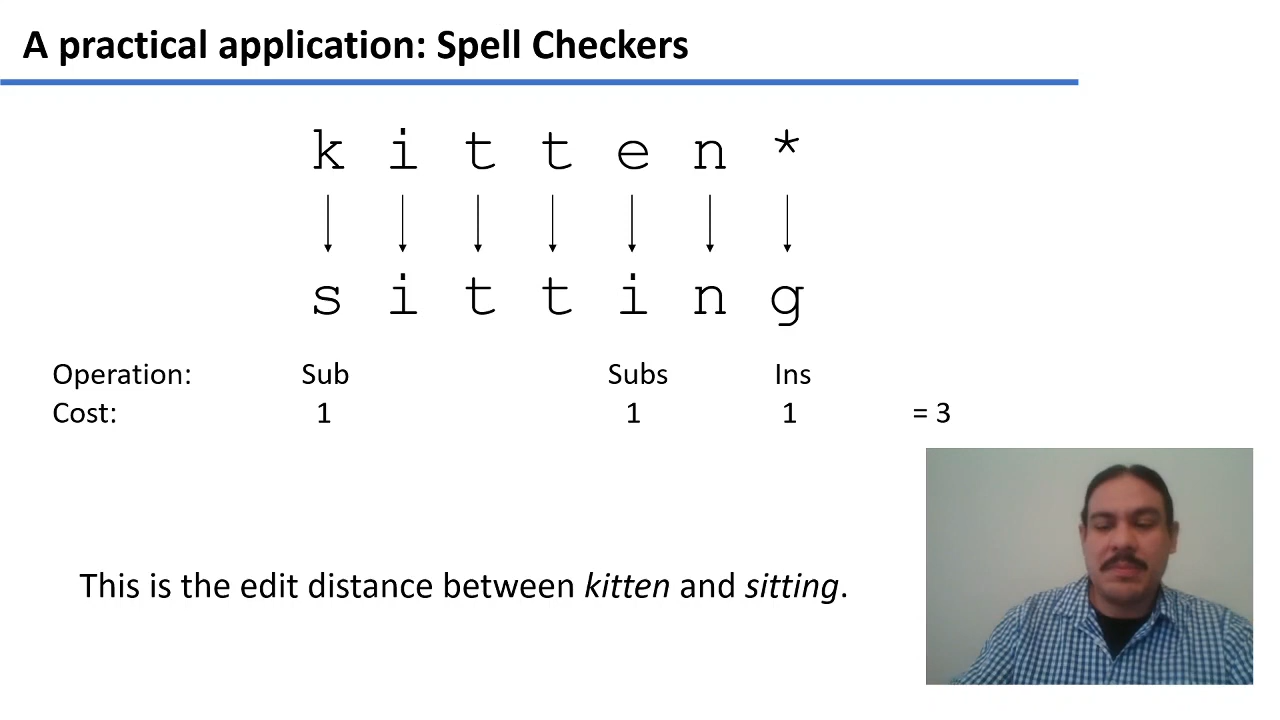 A practical application: Spell Checkers
k i t t e n *
s i t t i n g
Operation: Sub Subs Ins
Cost: 1 1 1 = 3
This is the edit distance between kitten and sitting.